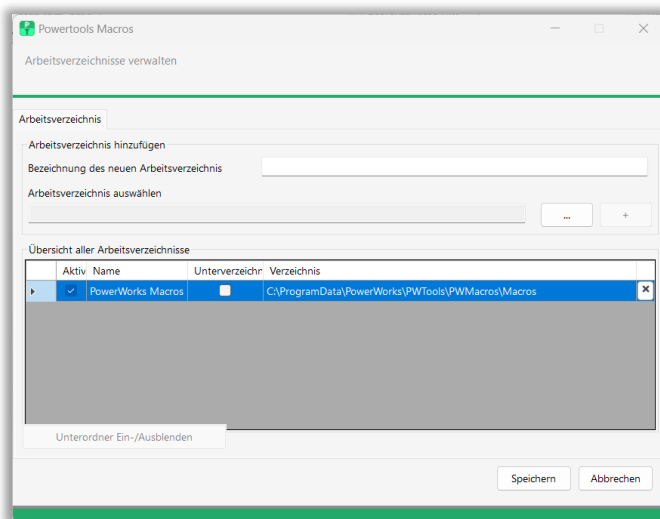 Powertools Macros
Arbeitsverzeichnisse verwalten
Arbeitsverzeichnis
Arbeitsverzeichnis hinzufügen
Bezeichnung des neuen Arbeitsverzeichnis
Arbeitsverzeichnis auswählen
... +
Übersicht aller Arbeitsverzeichnisse
Aktiv Name Unterverzeichn Verzeichnis
PowerWorks Macros C:\ProgramData\PowerWorks\PWTools\PWMacros\Macros
Unterordner Ein-/Ausblenden
Speichern Abbrechen